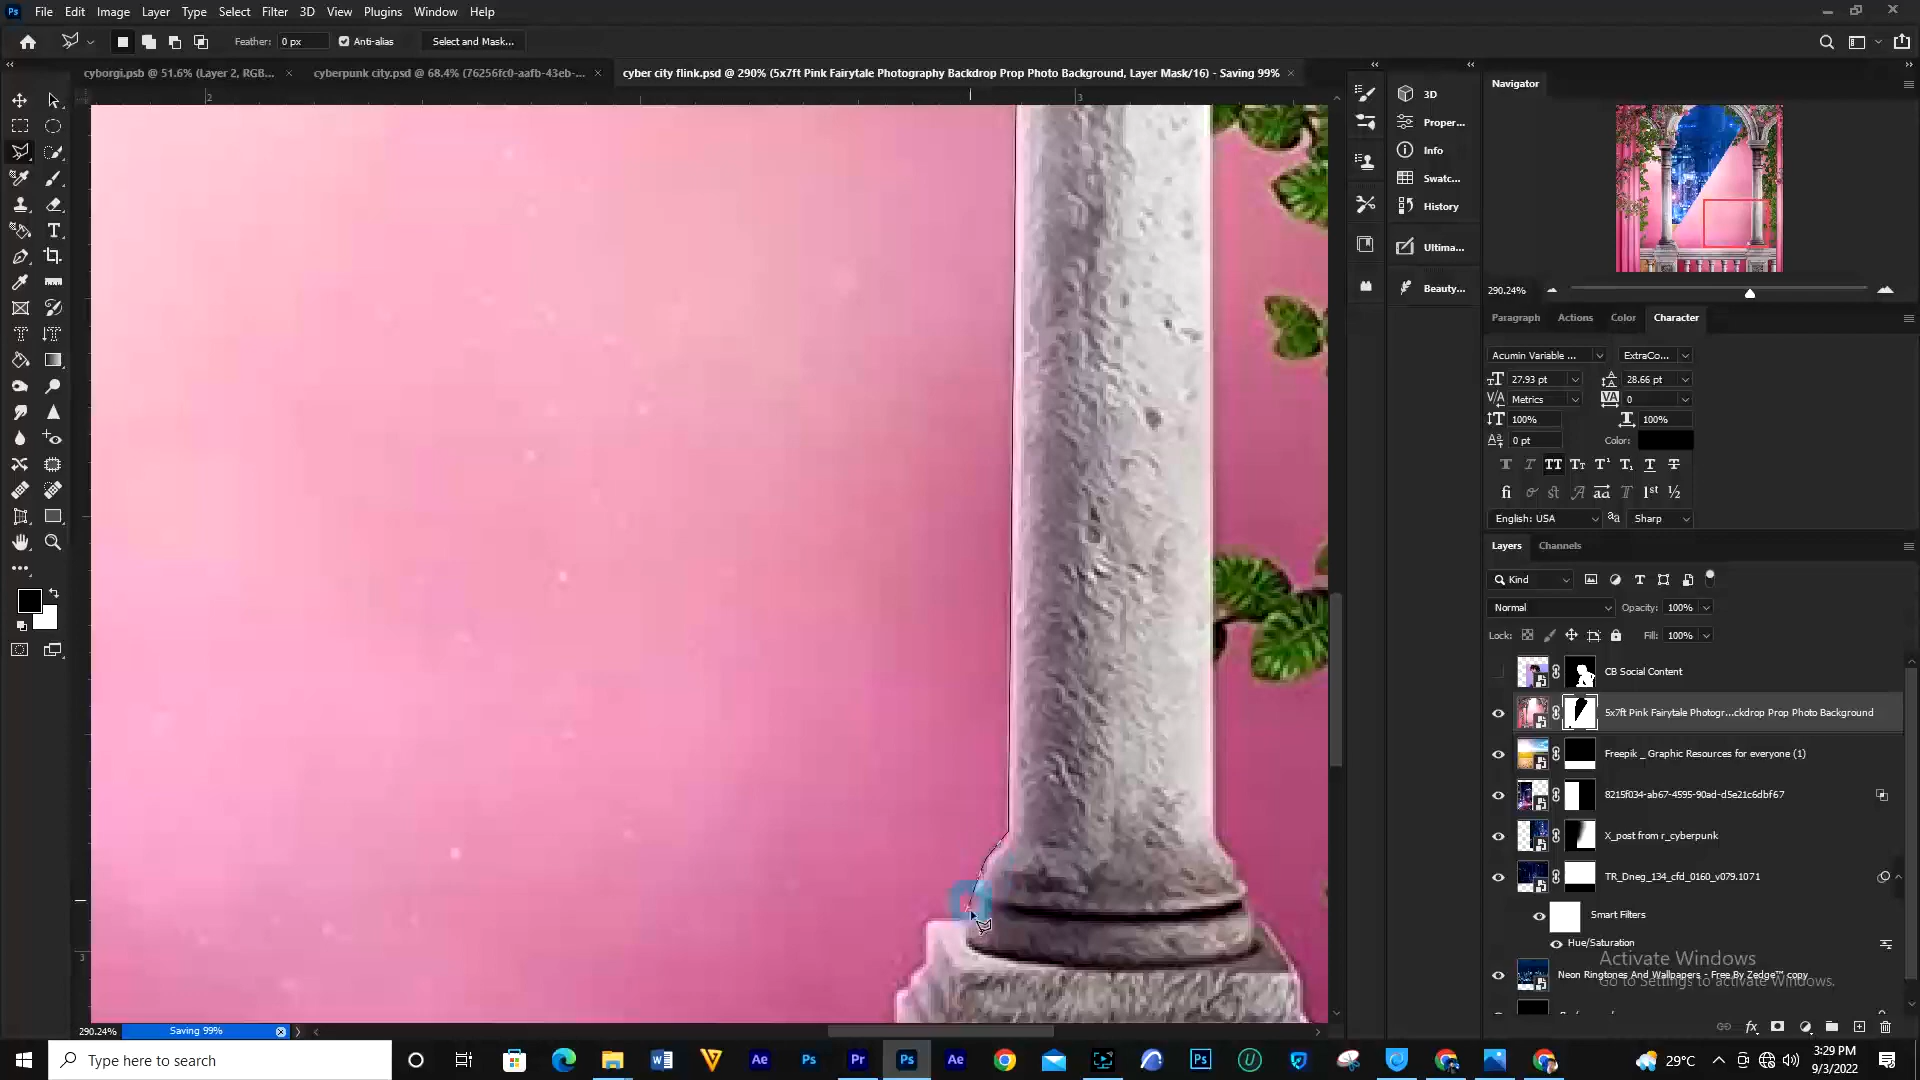 Ps File Edit Image Layer Type Select Filter 3D View Plugins Window Help
Feather: 0 px Anti-alias Select and Mask...
cyborgi.psb @ 51.6% (Layer 2, RGB... × cyberpunk city.psd @ 68.4% (76256fc0-aafb-43eb-... × cyber city flink.psd @ 290% (5x7ft Pink Fairytale Photography Backdrop Prop Photo Background, Layer Mask/16) - Saving 99% ×
2 3
3
3D
Proper...
Info
Swatc...
History
Ultima...
Beauty...
Navigator
290.24%
Paragraph Actions Color Character
Acumin Variable ... ExtraCo...
27.93 pt 28.66 pt
Metrics 0
100% 100%
0 pt Color:
English: USA Sharp
Layers Channels
Kind
Normal Opacity: 100%
Lock: Fill: 100%
CB Social Content
5x7ft Pink Fairytale Photogr...ckdrop Prop Photo Background
Freepik _ Graphic Resources for everyone (1)
8215f034-ab67-4595-90ad-d5e21c6dbf67
X_post from r_cyberpunk
TR_Dneg_134_cfd_0160_v079.1071
Smart Filters
Hue/Saturation
Activate Windows
Neon Ringtones And Wallpapers - Free By Zedge™ copy
Go to Settings to activate Windows.
290.24% Saving 99%
Type here to search
29°C
3:29 PM
9/3/2022